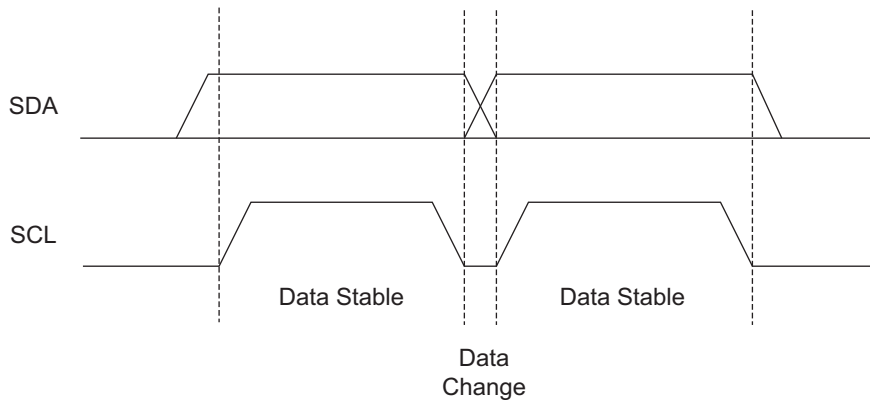 SDA
SCL
Data Stable
Data Stable
Data
Change